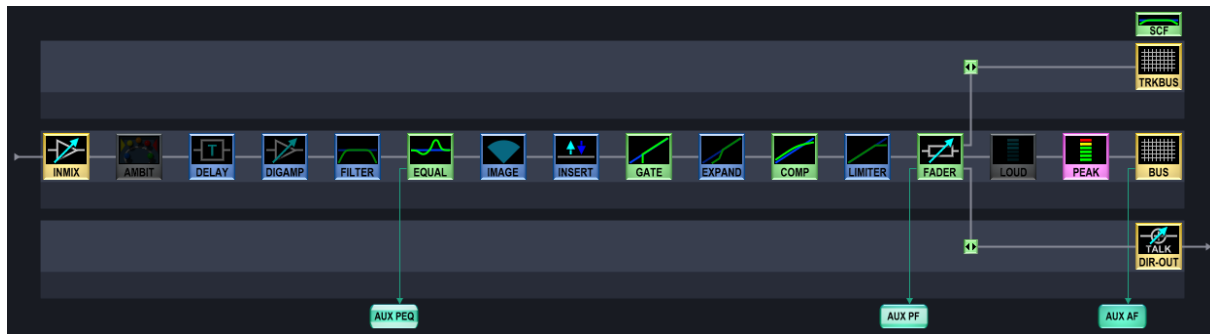 SCF
TRKBUS
INMIX AMBIT DELAY T DIGAMP FILTER EQUAL IMAGE INSERT GATE EXPAND COMP LIMITER FADER LOUD PEAK BUS
TALK
DIR-OUT
AUX PEQ AUX PF AUX AF